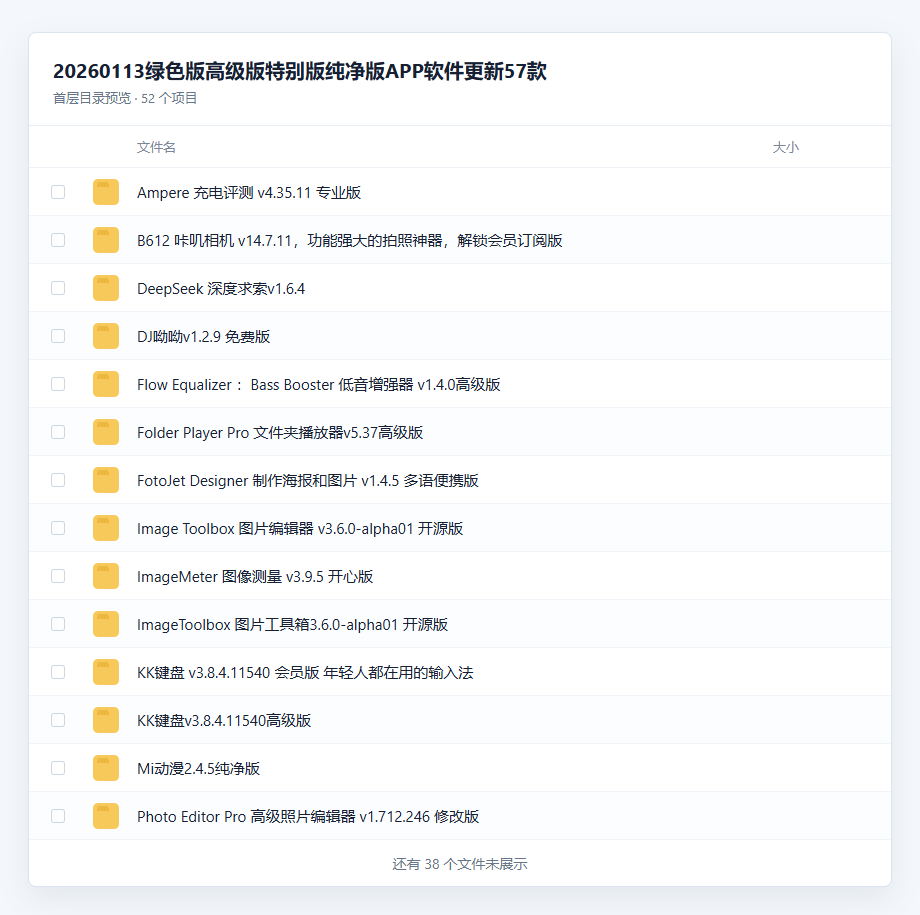 20260113绿色版高级版特别版纯净版APP软件更新57款
首层目录预览 · 52 个项目
文件名 大小
Ampere 充电评测 v4.35.11 专业版
B612 咔叽相机 v14.7.11，功能强大的拍照神器，解锁会员订阅版
DeepSeek 深度求索v1.6.4
DJ呦呦v1.2.9 免费版
Flow Equalizer： Bass Booster 低音增强器 v1.4.0高级版
Folder Player Pro 文件夹播放器v5.37高级版
FotoJet Designer 制作海报和图片 v1.4.5 多语便携版
Image Toolbox 图片编辑器 v3.6.0-alpha01 开源版
ImageMeter 图像测量 v3.9.5 开心版
ImageToolbox 图片工具箱3.6.0-alpha01 开源版
KK键盘 v3.8.4.11540 会员版 年轻人都在用的输入法
KK键盘v3.8.4.11540高级版
Mi动漫2.4.5纯净版
Photo Editor Pro 高级照片编辑器 v1.712.246 修改版
还有 38 个文件未展示